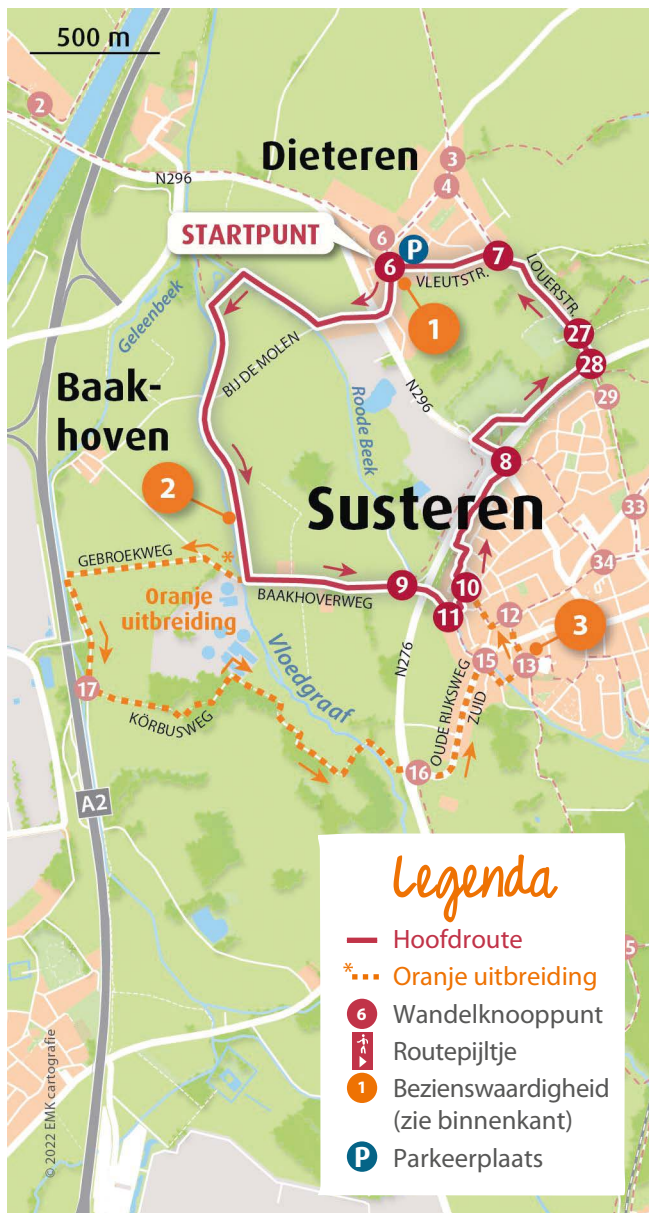 500 m
2
Dieteren
3
4
N296
6
P
STARTPUNT
6
7
VLEUTSTR.
LOUERSTR.
1
27
28
Geleenbeek
BIJ DE MOLEN
N296
29
Baak-
hoven
Roode Beek
8
2
Susteren
33
34
GEBROEKWEG
*
Oranje
uitbreiding
BAAKHOVERWEG
9
10
11
12
3
13
15
Vloedgraaf
N276
OUDE RIJKSWEG
ZUID
17
KÖRBUSWEG
16
A2
Legenda
Hoofdroute
* Oranje uitbreiding
6 Wandelknooppunt
Routepijltje
1 Bezienswaardigheid
(zie binnenkant)
P Parkeerplaats
5
© 2022 EMK cartografie